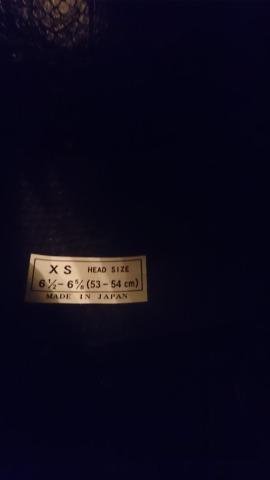 XS HEAD SIZE
6 1/2 - 6 5/8 (53 - 54 cm)
MADE IN JAPAN